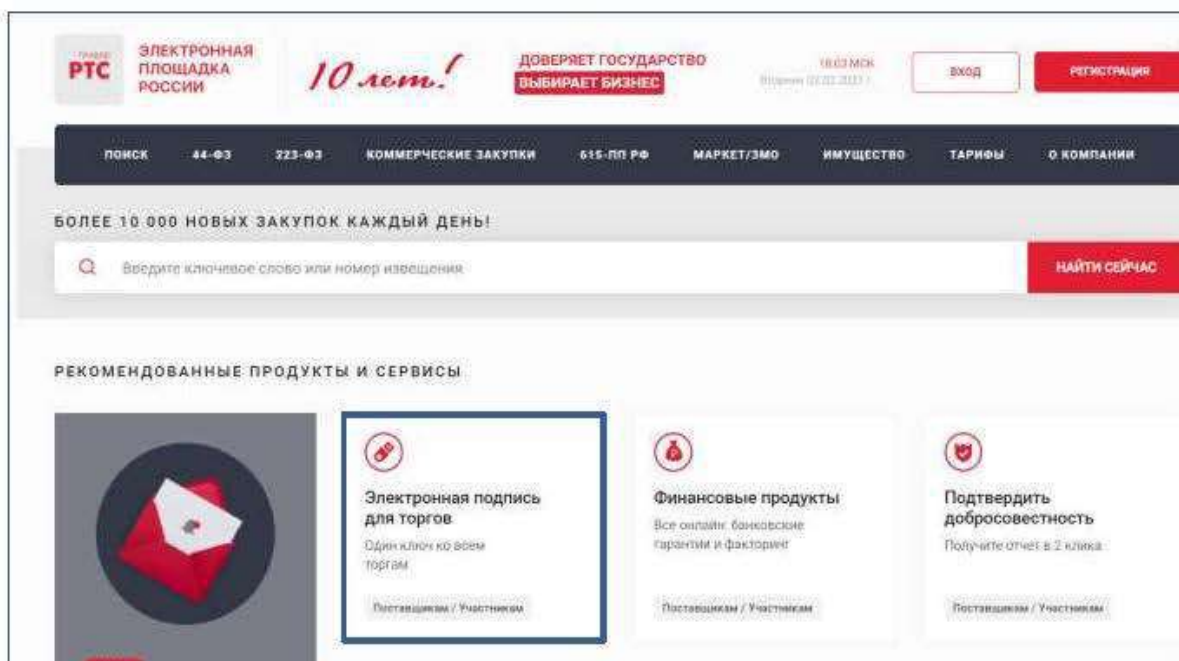 РТС
ЭЛЕКТРОННАЯ
ПЛОЩАДКА
РОССИИ
10 лет!
ДОВЕРЯЕТ ГОСУДАРСТВО
ВЫБИРАЕТ БИЗНЕС
18:03 МСК
ВХОД
РЕГИСТРАЦИЯ
ПОИСК 44-ФЗ 223-ФЗ КОММЕРЧЕСКИЕ ЗАКУПКИ 615-ПП РФ МАРКЕТ/ЗМО ИМУЩЕСТВО ТАРИФЫ О КОМПАНИИ
БОЛЕЕ 10 000 НОВЫХ ЗАКУПОК КАЖДЫЙ ДЕНЬ!
Введите ключевое слово или номер извещения
НАЙТИ СЕЙЧАС
РЕКОМЕНДОВАННЫЕ ПРОДУКТЫ И СЕРВИСЫ
Электронная подпись
для торгов
Один ключ ко всем
торгам
Поставщикам / Участникам
Финансовые продукты
Все онлайн: банковские
гарантии и факторинг
Поставщикам / Участникам
Подтвердить
добросовестность
Получите отчет в 2 клика
Поставщикам / Участникам